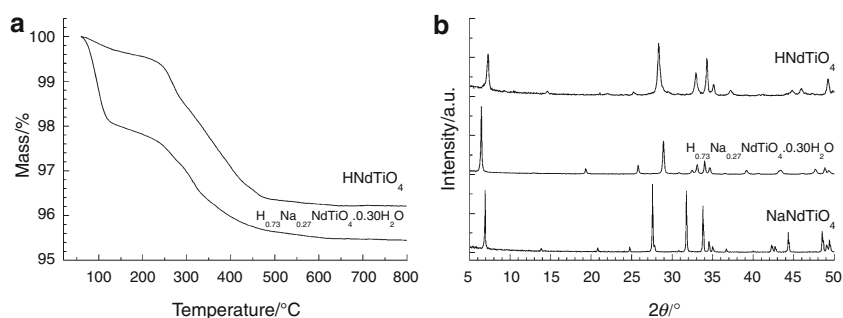 a
100
99
98
97
96
95
Mass/%
HNdTiO4
H0.73Na0.27NdTiO4.0.30H2O
100 200 300 400 500 600 700 800
Temperature/°C
b
Intensity/a.u.
HNdTiO4
H0.73Na0.27NdTiO4.0.30H2O
NaNdTiO4
5 10 15 20 25 30 35 40 45 50
2θ/°